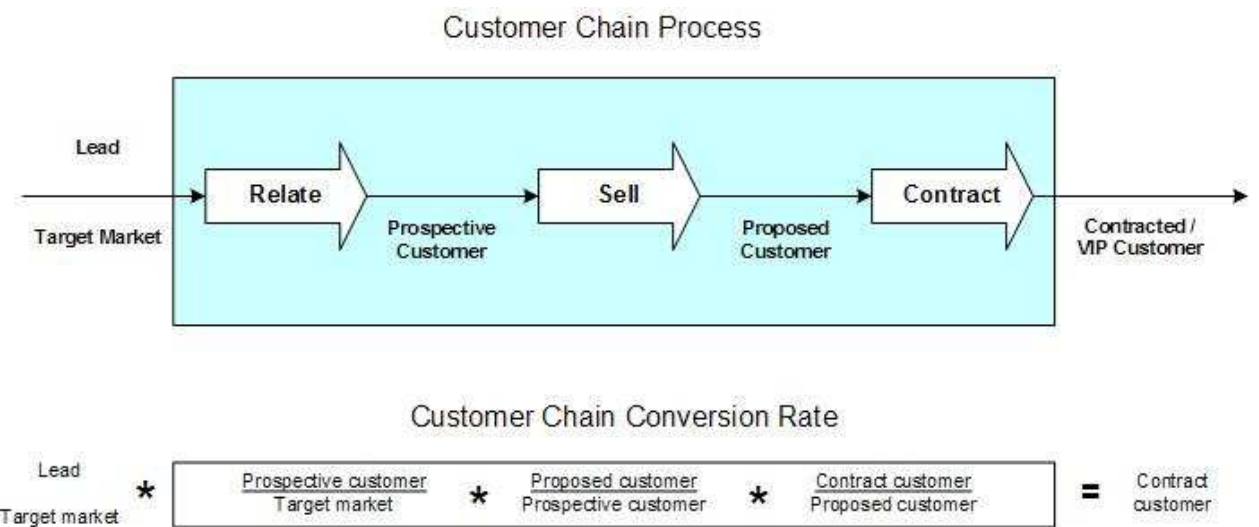 Customer Chain Process
Lead
Target Market
Relate
Prospective
Customer
Sell
Proposed
Customer
Contract
Contracted /
VIP Customer
Customer Chain Conversion Rate
Lead
Target market
*
Prospective customer
Target market
*
Proposed customer
Prospective customer
*
Contract customer
Proposed customer
=
Contract
customer